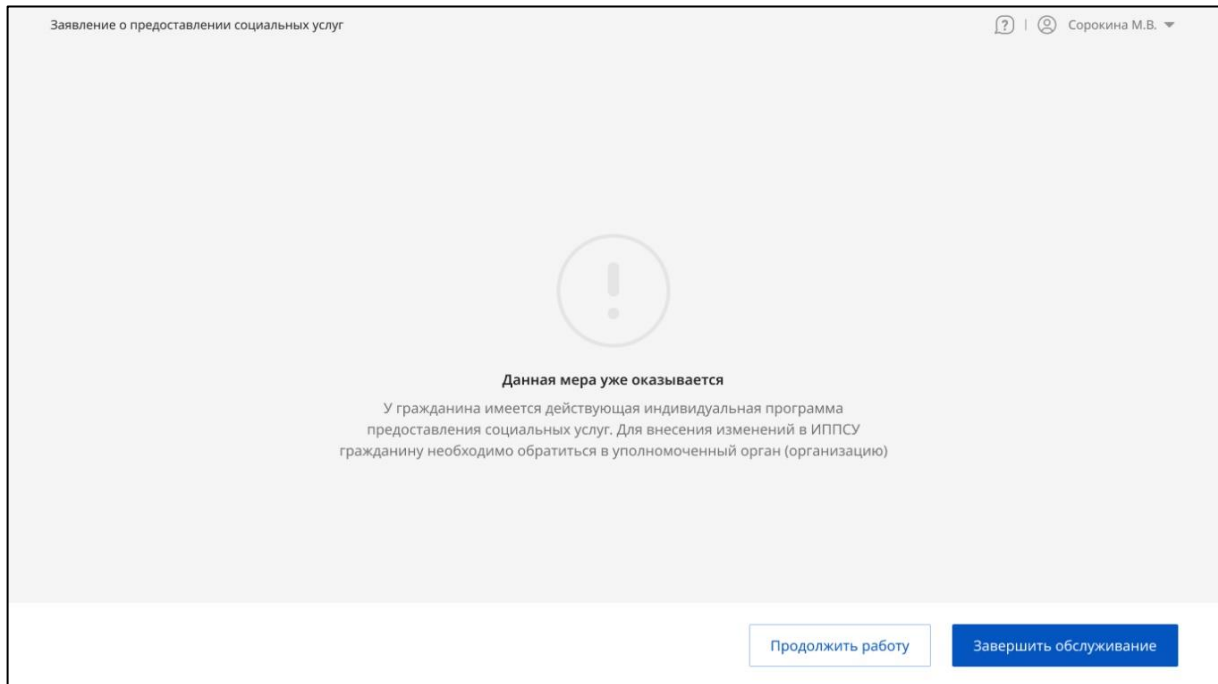 Заявление о предоставлении социальных услуг
? | Сорокина М.В.
Данная мера уже оказывается
У гражданина имеется действующая индивидуальная программа
предоставления социальных услуг. Для внесения изменений в ИППСУ
гражданину необходимо обратиться в уполномоченный орган (организацию)
Продолжить работу
Завершить обслуживание